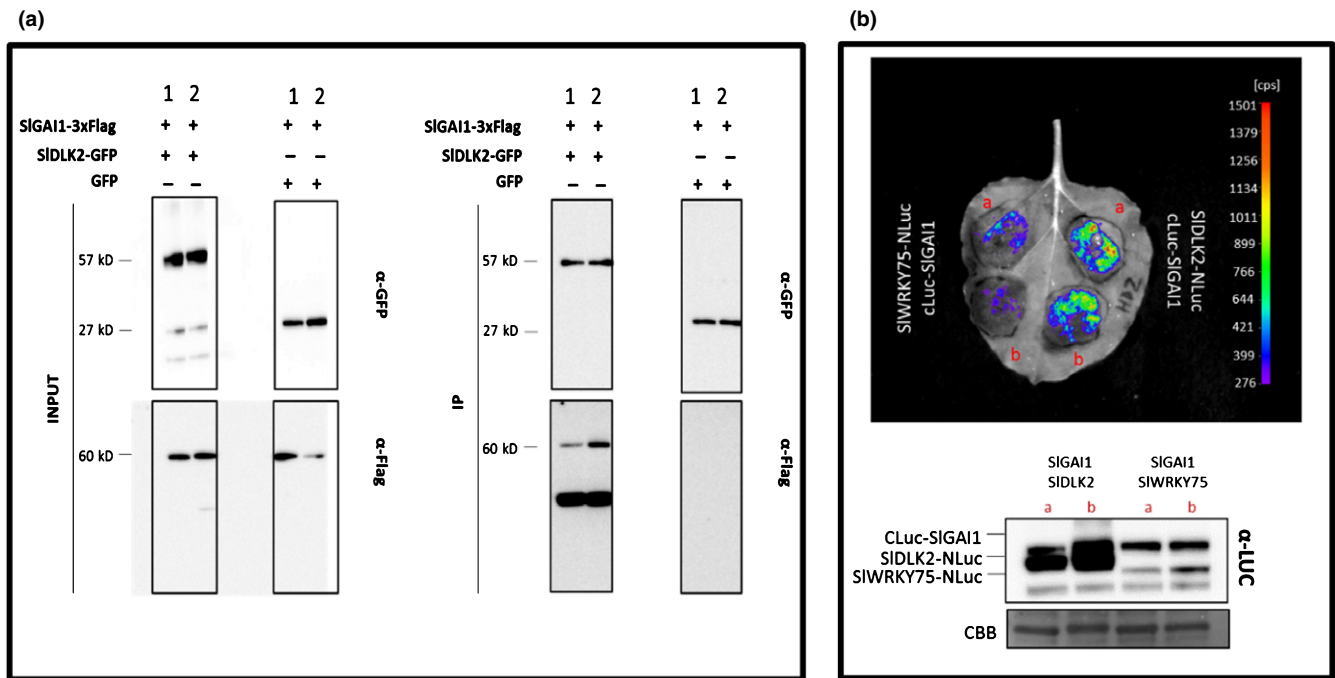 (a)
1 2 1 2
SlGAI1-3xFlag + + + +
SlDLK2-GFP + + − −
GFP − − + +
INPUT
57 kD
27 kD
60 kD
α-GFP
α-Flag
1 2 1 2
SlGAI1-3xFlag + + + +
SlDLK2-GFP + + − −
GFP − − + +
IP
57 kD
27 kD
60 kD
α-GFP
α-Flag
(b)
SlWRKY75-NLuc
cLuc-SlGAI1
a
a
b
b
SlDLK2-NLuc
cLuc-SlGAI1
[cps]
1501
1379
1256
1134
1011
899
766
644
421
399
276
SlGAI1 SlGAI1
SlDLK2 SlWRKY75
a b a b
CLuc-SlGAI1
SlDLK2-NLuc
SlWRKY75-NLuc
α-LUC
CBB